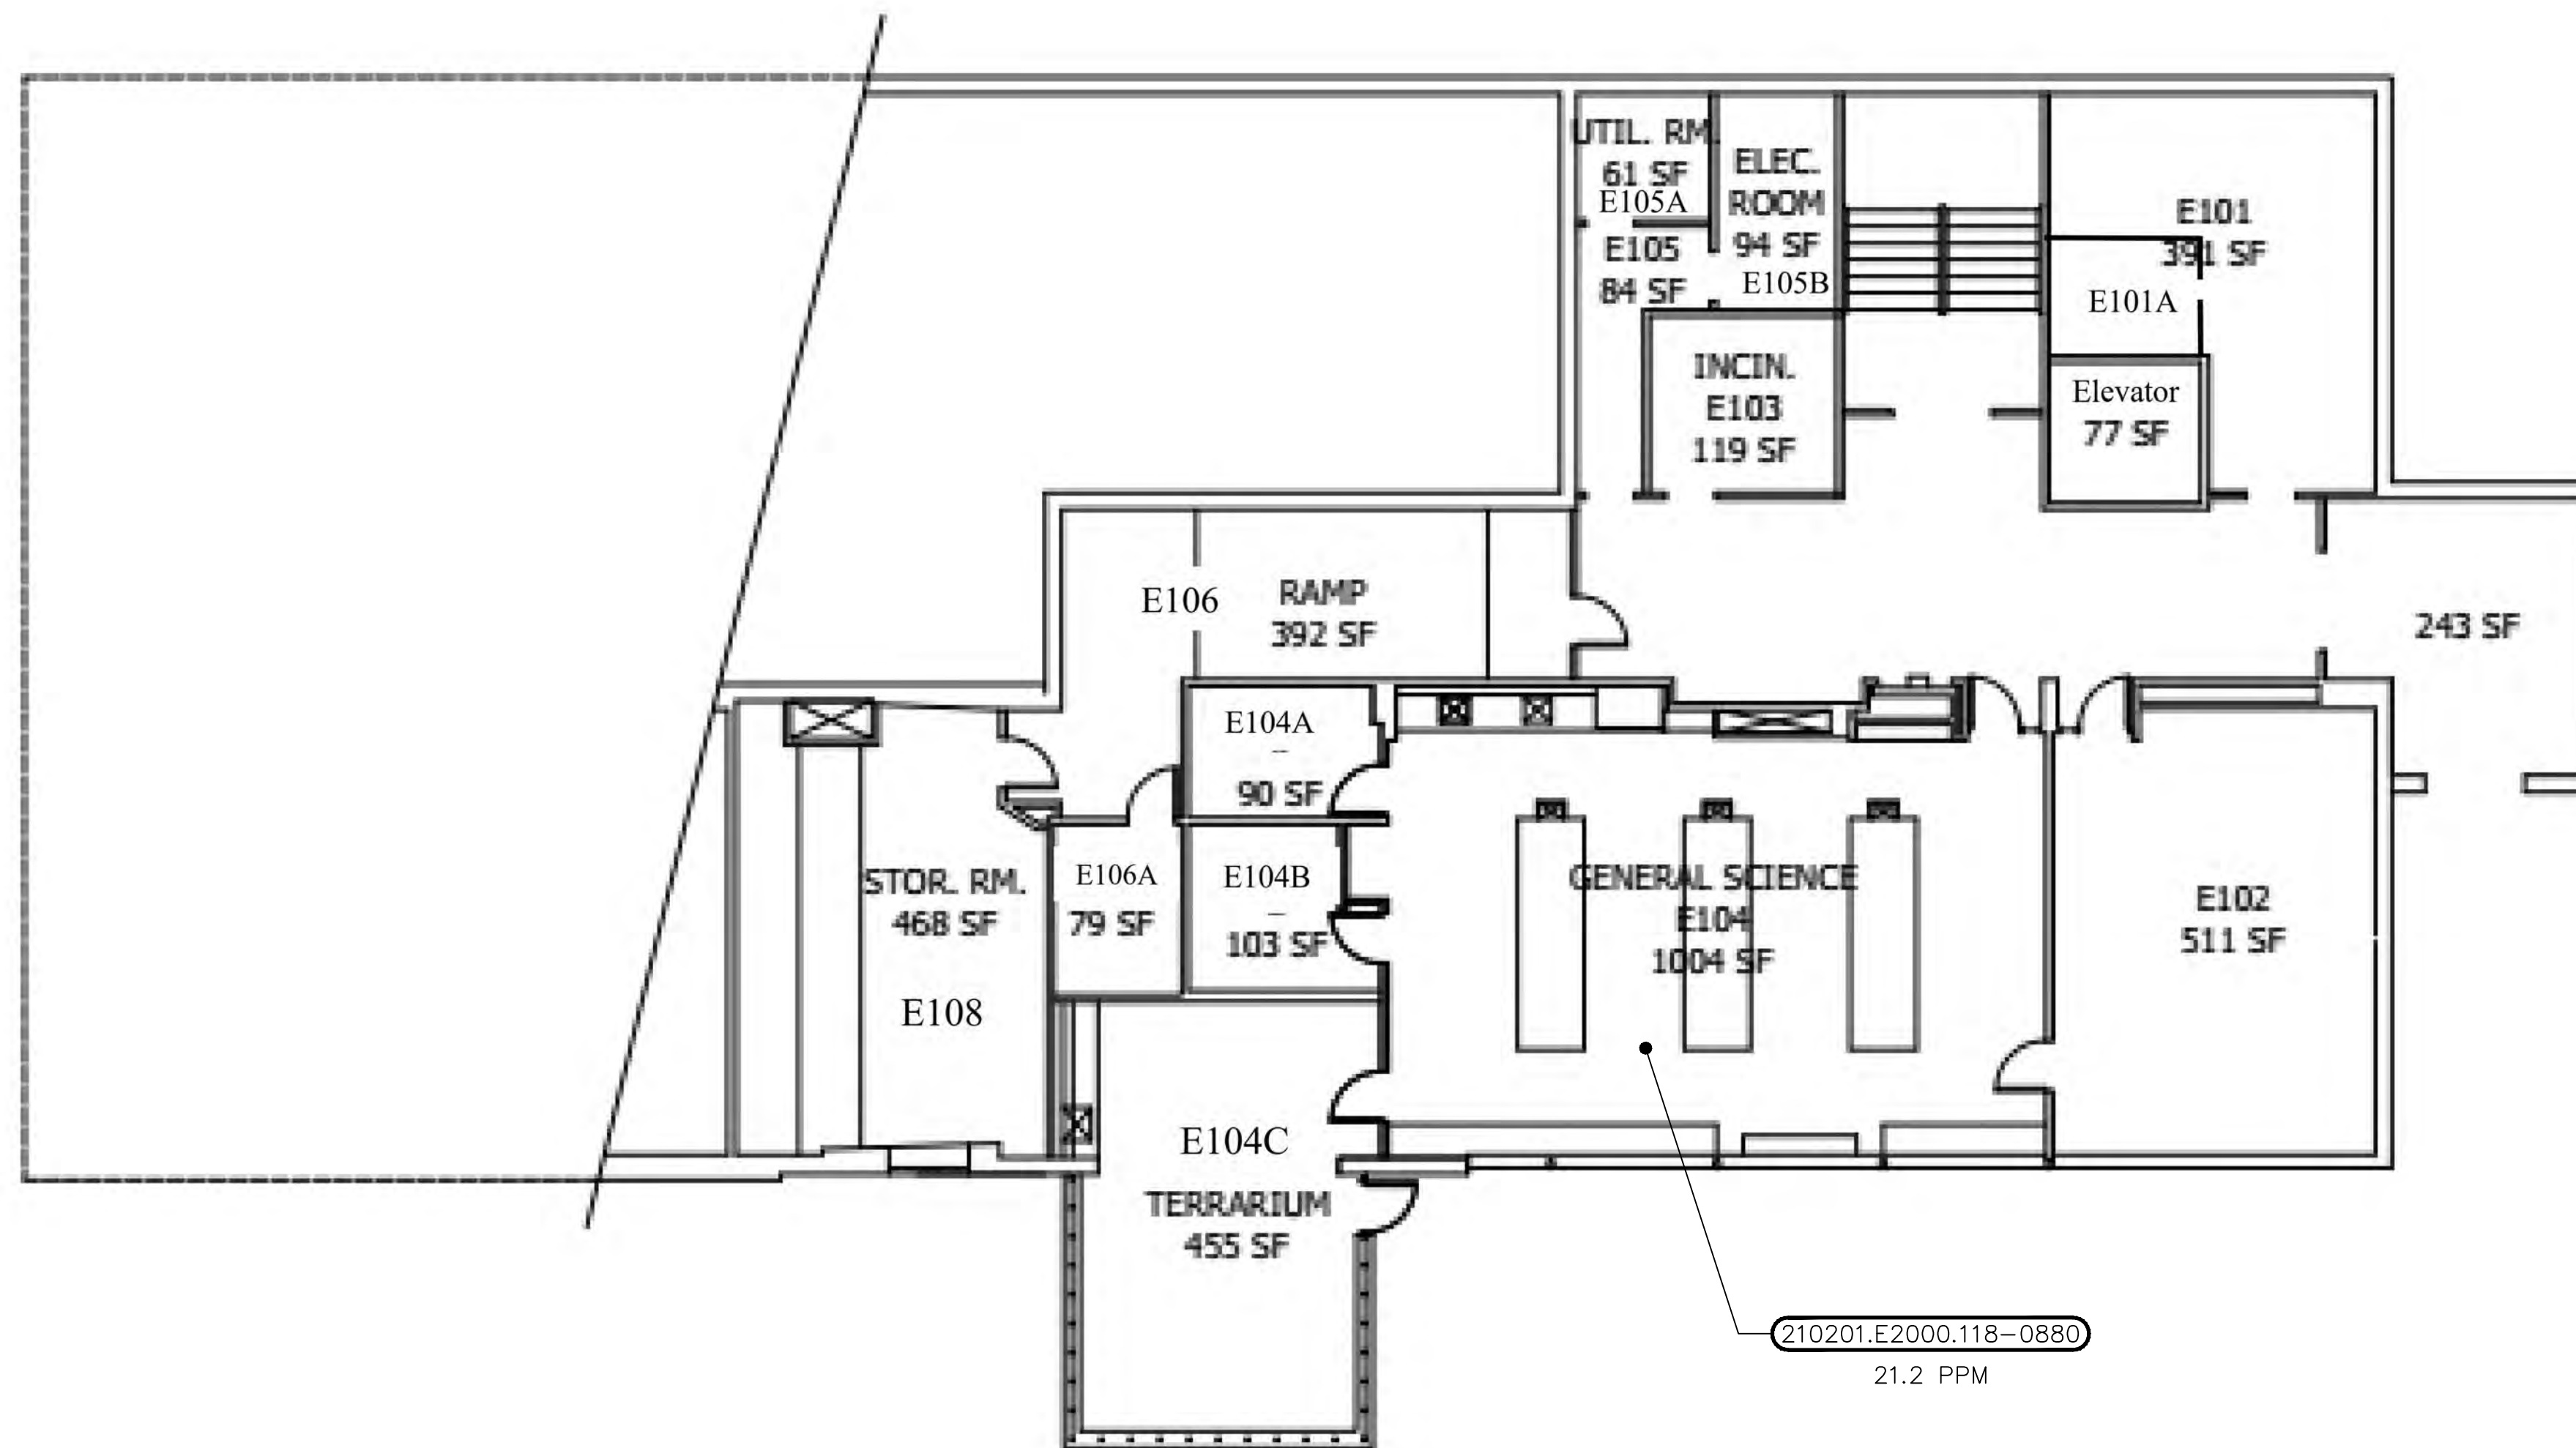 UTIL. RM.
61 SF
E105A
ELEC.
ROOM
94 SF
E105B
E105
84 SF
E101
391 SF
E101A
INCIN.
E103
119 SF
Elevator
77 SF
E106
RAMP
392 SF
243 SF
E104A
90 SF
STOR. RM.
468 SF
E108
E106A
79 SF
E104B
103 SF
GENERAL SCIENCE
E104
1004 SF
E102
511 SF
E104C
TERRARIUM
455 SF
210201.E2000.118-0880
21.2 PPM